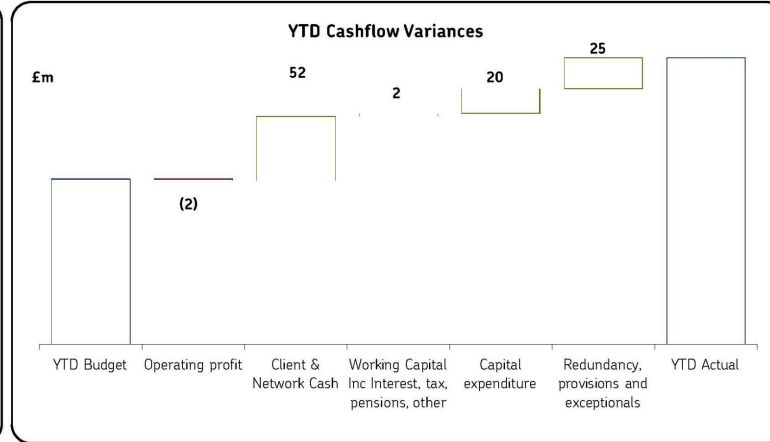 YTD Cashflow Variances
£m
52
2
20
25
(2)
YTD Budget
Operating profit
Client &
Network Cash
Working Capital
Inc Interest, tax,
pensions, other
Capital
expenditure
Redundancy,
provisions and
exceptionals
YTD Actual